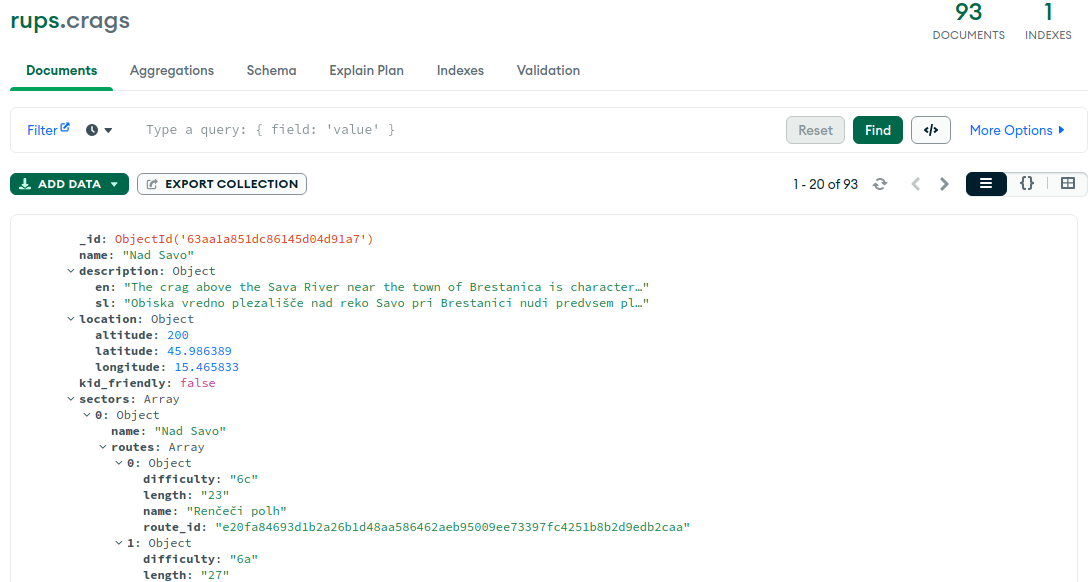 rups.crags
93
DOCUMENTS
1
INDEXES
Documents
Aggregations
Schema
Explain Plan
Indexes
Validation
Filter
Type a query: { field: 'value' }
Reset
Find
</>
More Options
ADD DATA
EXPORT COLLECTION
1 - 20 of 93
{}
_id: ObjectId('63aa1a851dc86145d04d91a7')
name: "Nad Savo"
description: Object
en: "The crag above the Sava River near the town of Brestanica is character…"
sl: "Obiska vredno plezališče nad reko Savo pri Brestanici nudi predvsem pl…"
location: Object
altitude: 200
latitude: 45.986389
longitude: 15.465833
kid_friendly: false
sectors: Array
0: Object
name: "Nad Savo"
routes: Array
0: Object
difficulty: "6c"
length: "23"
name: "Renčeči polh"
route_id: "e20fa84693d1b2a26b1d48aa586462aeb95009ee73397fc4251b8b2d9edb2caa"
1: Object
difficulty: "6a"
length: "27"